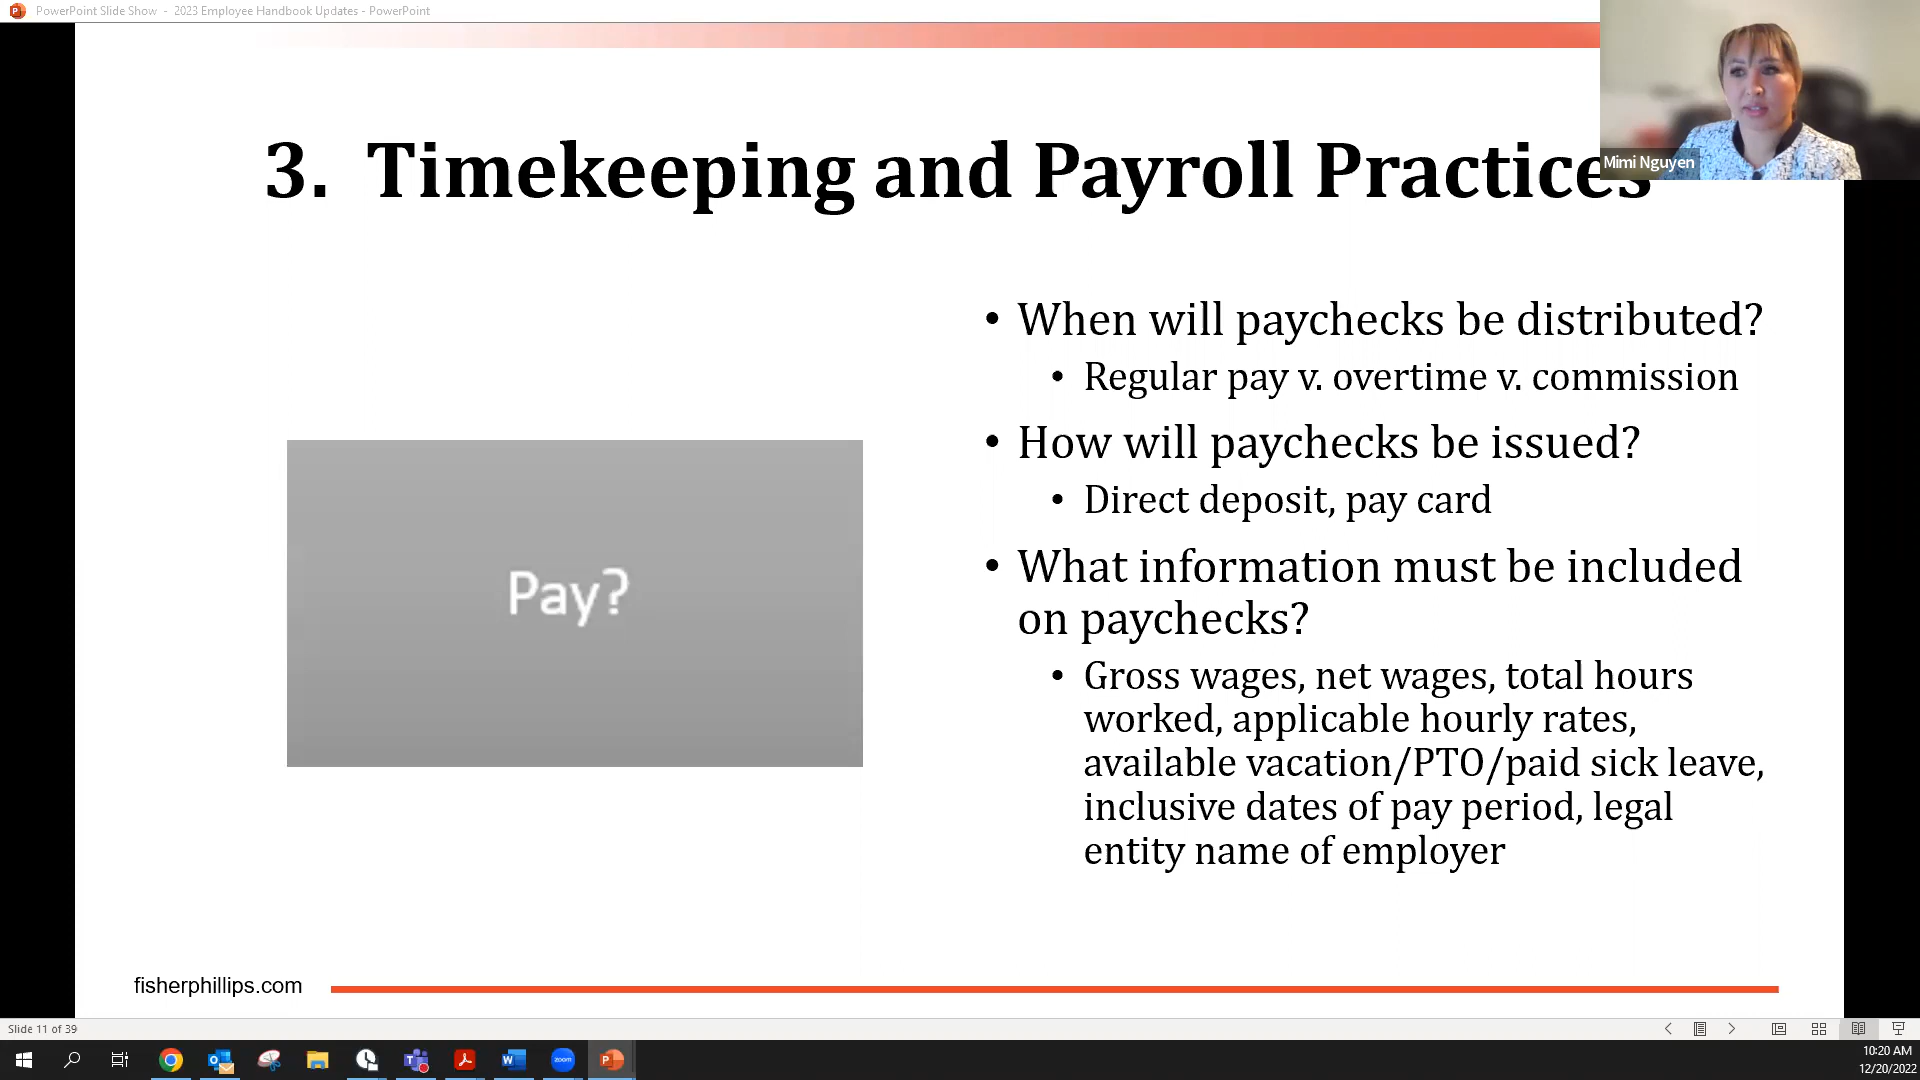 PowerPoint Slide Show - 2023 Employee Handbook Updates - PowerPoint
Mimi Nguyen
3. Timekeeping and Payroll Practices
• When will paychecks be distributed?
• Regular pay v. overtime v. commission
• How will paychecks be issued?
• Direct deposit, pay card
• What information must be included
on paychecks?
• Gross wages, net wages, total hours
worked, applicable hourly rates,
available vacation/PTO/paid sick leave,
inclusive dates of pay period, legal
entity name of employer
Pay?
fisherphillips.com
Slide 11 of 39
zoom
10:20 AM
12/20/2022